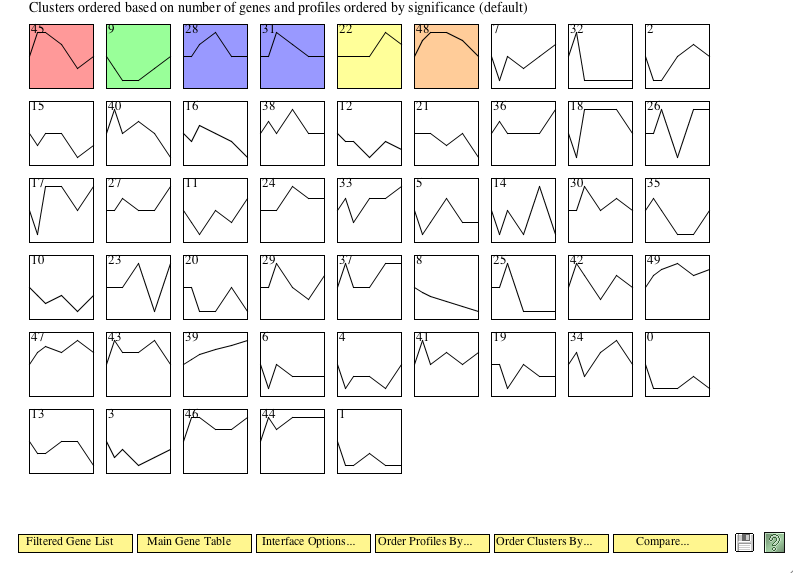 Clusters ordered based on number of genes and profiles ordered by significance (default)
45 9 28 31 22 48 7 32 2
15 40 16 38 12 21 36 18 26
17 27 11 24 33 5 14 30 35
10 23 20 29 37 8 25 42 49
47 43 39 6 4 41 19 34 0
13 3 46 44 1
Filtered Gene List Main Gene Table Interface Options... Order Profiles By... Order Clusters By... Compare... ?